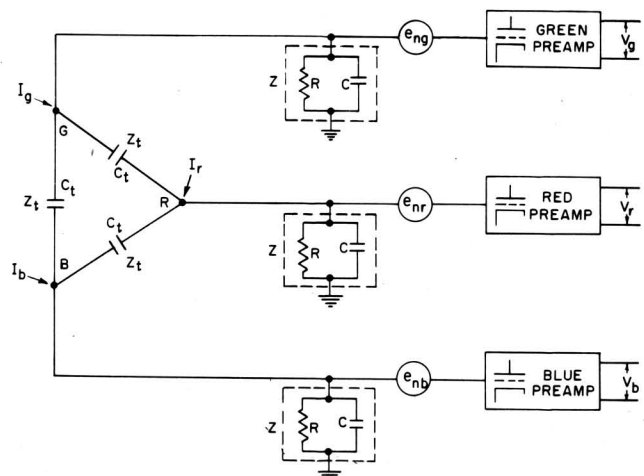 e_ng
GREEN
PREAMP
V_g
Z
R
C
I_g
G
Z_t
C_t
I_r
R
C_t
Z_t
e_nr
RED
PREAMP
V_r
Z
R
C
C_t
Z_t
B
I_b
e_nb
BLUE
PREAMP
V_b
Z
R
C